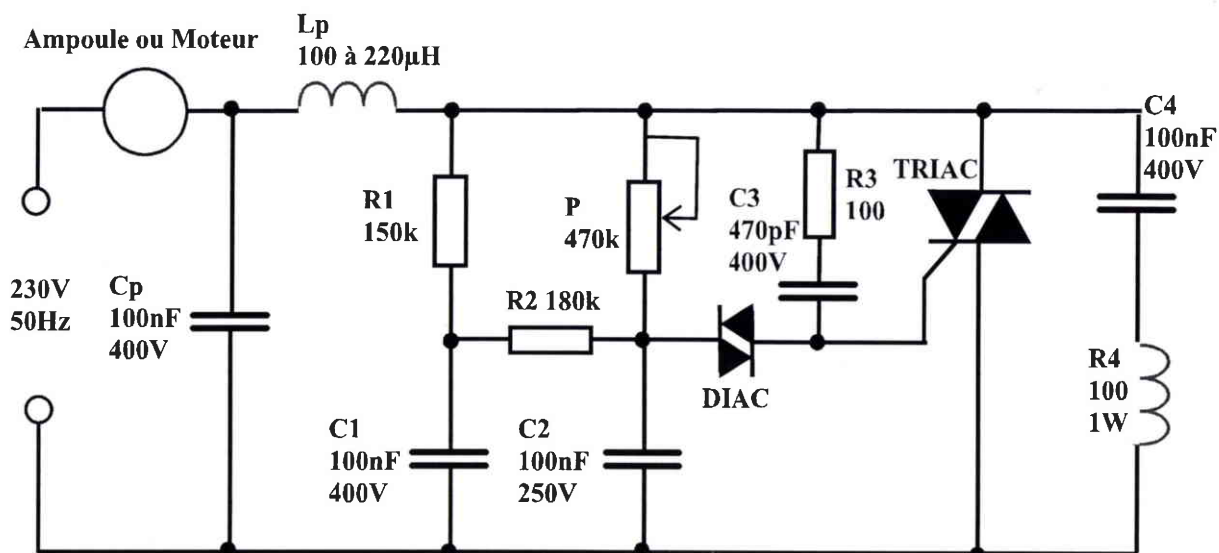 Ampoule ou Moteur
Lp
100 à 220µH
230V
50Hz
Cp
100nF
400V
R1
150k
P
470k
R2 180k
C1
100nF
400V
C2
100nF
250V
DIAC
C3
470pF
400V
R3
100
TRIAC
C4
100nF
400V
R4
100
1W